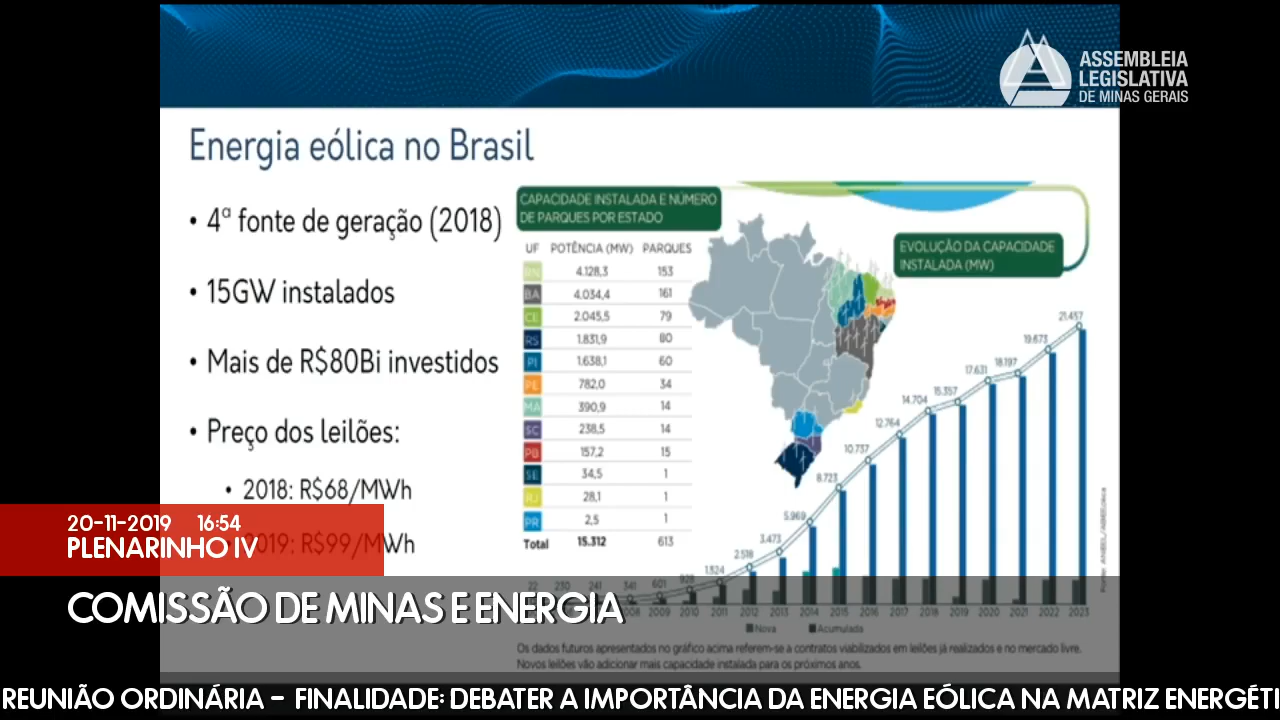 ASSEMBLEIA
LEGISLATIVA
DE MINAS GERAIS
Energia eólica no Brasil
• 4ª fonte de geração (2018)
• 15GW instalados
• Mais de R$80Bi investidos
• Preço dos leilões:
• 2018: R$68/MWh
2019: R$99/MWh
CAPACIDADE INSTALADA E NÚMERO
DE PARQUES POR ESTADO
UF POTÊNCIA (MW) PARQUES
RN 4.128,3 153
BA 4.034,4 161
CE 2.045,5 79
RS 1.831,9 80
PI 1.638,1 60
PE 782,0 34
MA 390,9 14
SC 238,5 14
PB 157,2 15
SE 34,5 1
RJ 28,1 1
PR 2,5 1
Total 15.312 613
EVOLUÇÃO DA CAPACIDADE
INSTALADA (MW)
22 230 241 341 601 928 1.524 2.518 3.473 5.969 8.723 10.737 12.764 14.704 15.357 17.631 18.197 19.673 21.457
2009 2010 2011 2012 2013 2014 2015 2016 2017 2018 2019 2020 2021 2022 2023
Nova Acumulada
Os dados futuros apresentados no gráfico acima referem-se a contratos viabilizados em leilões já realizados e no mercado livre.
Novos leilões vão adicionar mais capacidade instalada para os próximos anos.
20-11-2019 16:54
PLENARINHO IV
COMISSÃO DE MINAS E ENERGIA
REUNIÃO ORDINÁRIA - FINALIDADE: DEBATER A IMPORTÂNCIA DA ENERGIA EÓLICA NA MATRIZ ENERGÉTI